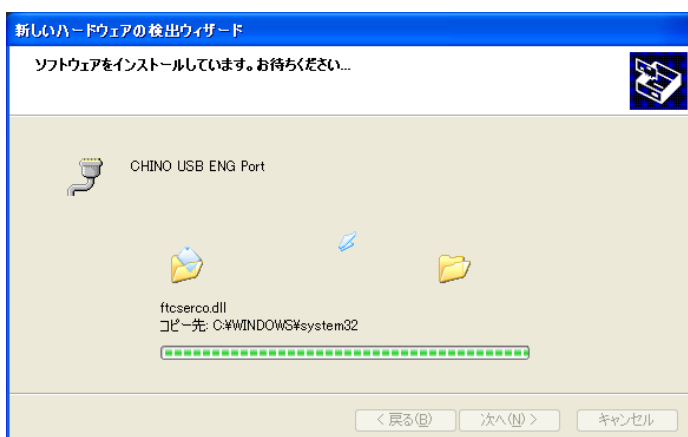 新しいハードウェアの検出ウィザード
ソフトウェアをインストールしています。お待ちください...
CHINO USB ENG Port
ftcserco.dll
コピー先: C:¥WINDOWS¥system32
< 戻る(B)
次へ(N) >
キャンセル